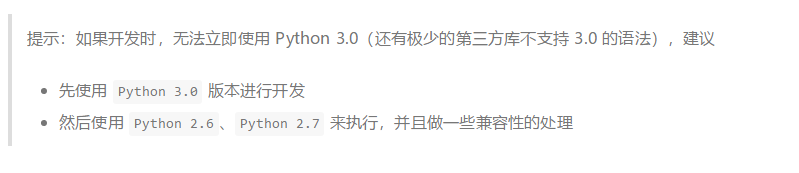 提示：如果开发时，无法立即使用 Python 3.0（还有极少的第三方库不支持 3.0 的语法），建议
• 先使用 Python 3.0 版本进行开发
• 然后使用 Python 2.6、Python 2.7 来执行，并且做一些兼容性的处理